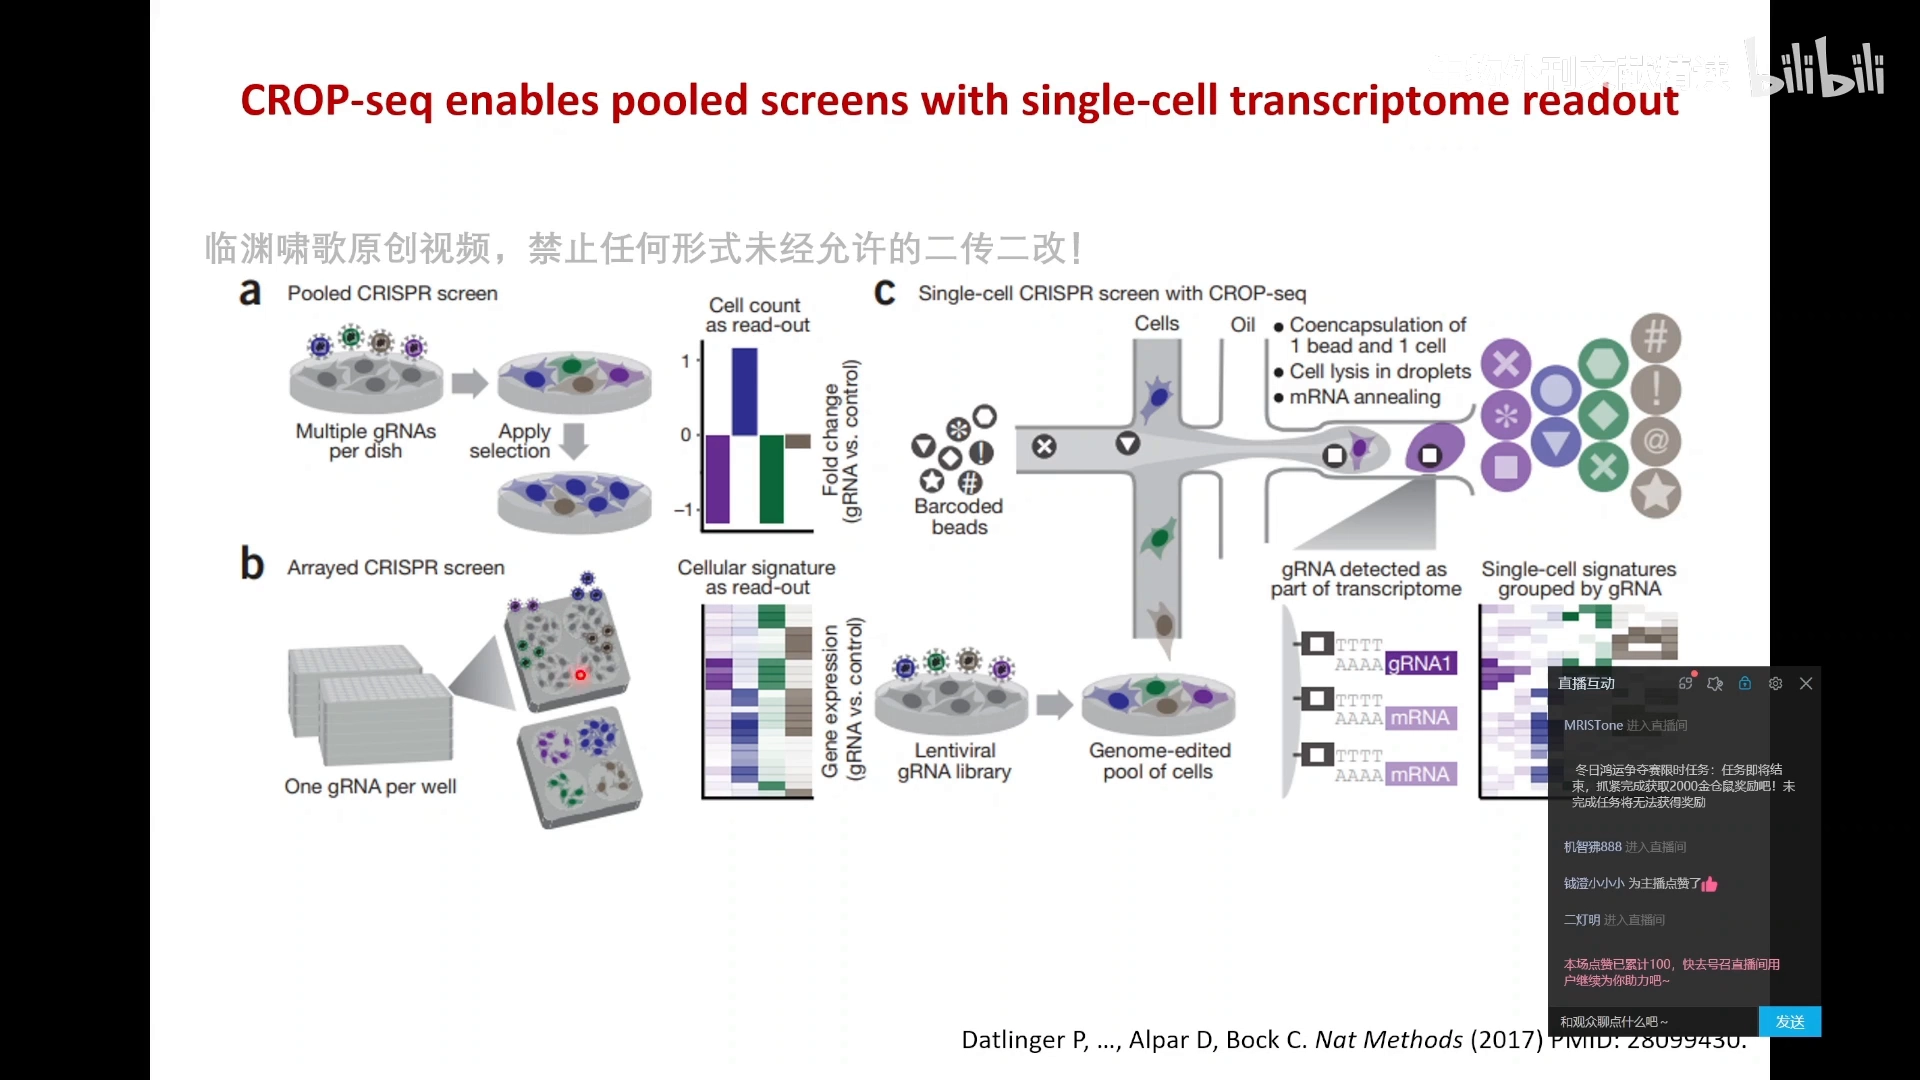 CROP-seq enables pooled screens with single-cell transcriptome readout
bilibili
临渊啸歌原创视频，禁止任何形式未经允许的二传二改！
a Pooled CRISPR screen
Multiple gRNAs
per dish
Apply
selection
Cell count
as read-out
1
0
−1
Fold change
(gRNA vs. control)
b Arrayed CRISPR screen
One gRNA per well
Cellular signature
as read-out
Gene expression
(gRNA vs. control)
c Single-cell CRISPR screen with CROP-seq
Cells
Oil
● Coencapsulation of
1 bead and 1 cell
● Cell lysis in droplets
● mRNA annealing
# ! @
Barcoded
beads
Lentiviral
gRNA library
Genome-edited
pool of cells
gRNA detected as
part of transcriptome
TTTT
AAAA gRNA1
TTTT
AAAA mRNA
TTTT
AAAA mRNA
Single-cell signatures
grouped by gRNA
直播互动
MRISTone 进入直播间
冬日鸿运争夺赛限时任务：任务即将结
束，抓紧完成获取2000金仓鼠奖励吧！未
完成任务将无法获得奖励
机智狒888 进入直播间
钺澄小小小 为主播点赞了
二灯明 进入直播间
本场点赞已累计100，快去号召直播间用
户继续为你助力吧~
和观众聊点什么吧~
发送
Datlinger P, …, Alpar D, Bock C. Nat Methods (2017) PMID: 28099430.